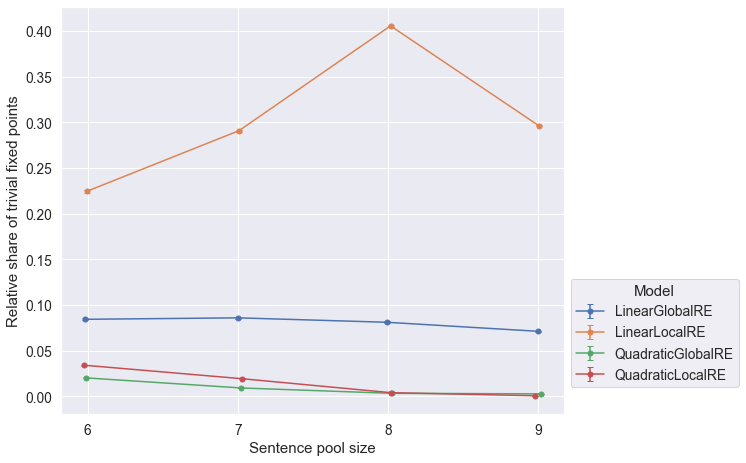 Relative share of trivial fixed points
0.40
0.35
0.30
0.25
0.20
0.15
0.10
0.05
0.00
6 7 8 9
Sentence pool size
Model
LinearGlobalRE
LinearLocalRE
QuadraticGlobalRE
QuadraticLocalRE